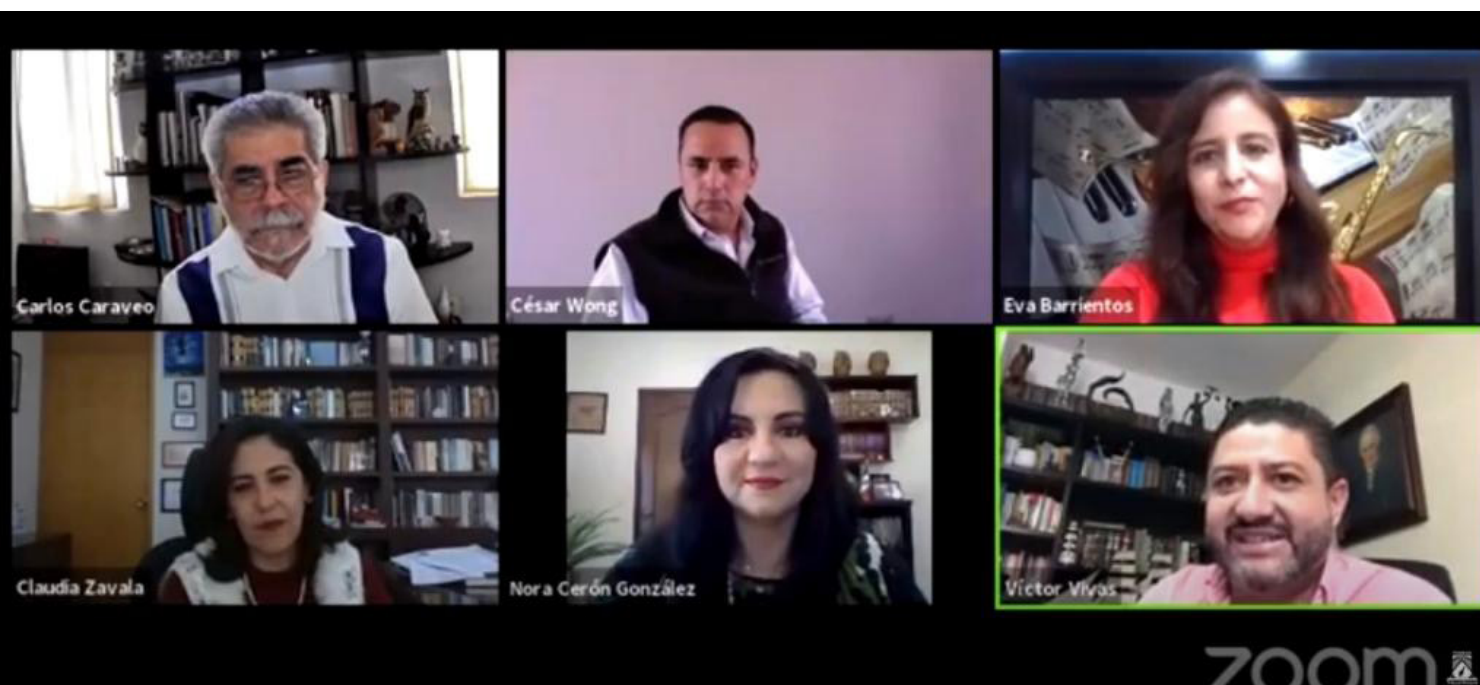 Carlos Caraveo
César Wong
Eva Barrientos
Claudia Zavala
Nora Cerón González
Víctor Vivas
zoom